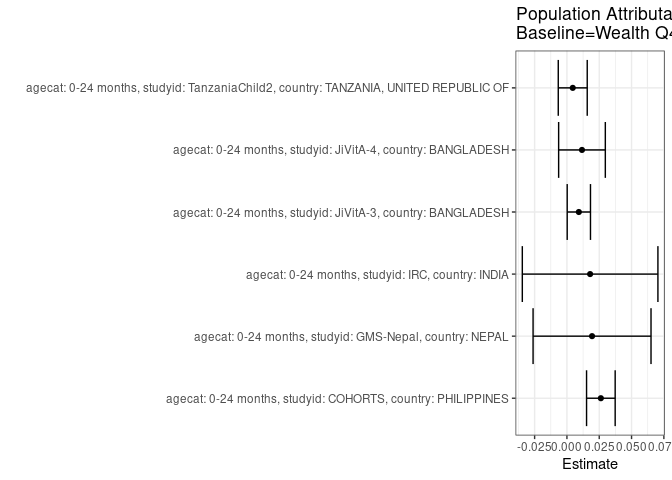 Population Attributa
Baseline=Wealth Q4
agecat: 0-24 months, studyid: TanzaniaChild2, country: TANZANIA, UNITED REPUBLIC OF
agecat: 0-24 months, studyid: JiVitA-4, country: BANGLADESH
agecat: 0-24 months, studyid: JiVitA-3, country: BANGLADESH
agecat: 0-24 months, studyid: IRC, country: INDIA
agecat: 0-24 months, studyid: GMS-Nepal, country: NEPAL
agecat: 0-24 months, studyid: COHORTS, country: PHILIPPINES
-0.025 0.000 0.025 0.050 0.07
Estimate